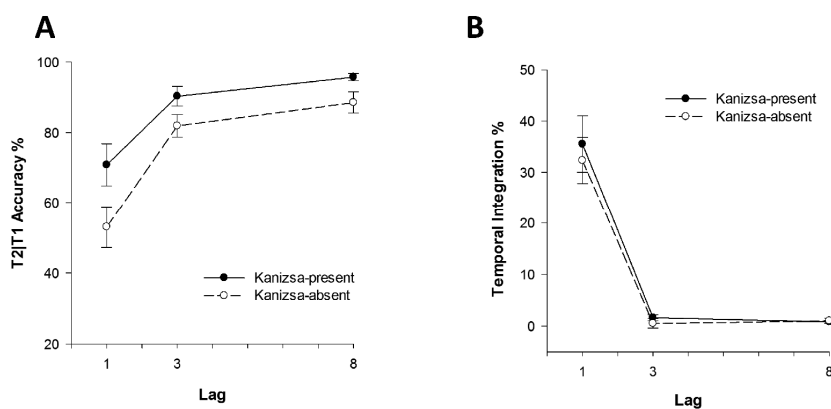 A
100
80
60
40
20
T2|T1 Accuracy %
Kanizsa-present
Kanizsa-absent
1
3
8
Lag
B
50
40
30
20
10
0
Temporal Integration %
Kanizsa-present
Kanizsa-absent
1
3
8
Lag